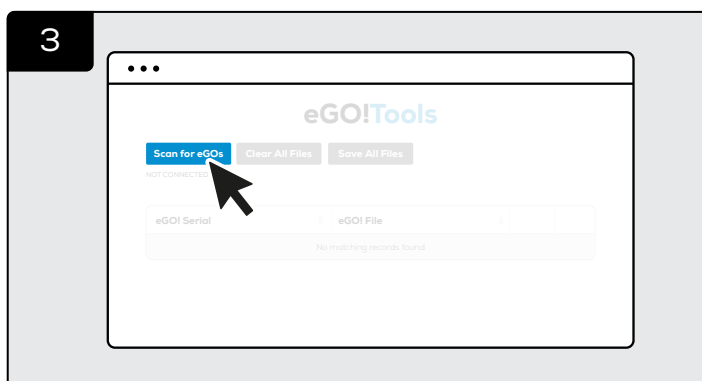 3
eGO!Tools
Scan for eGOs Clear All Files Save All Files
NOT CONNECTED
eGO! Serial eGO! File
No matching records found